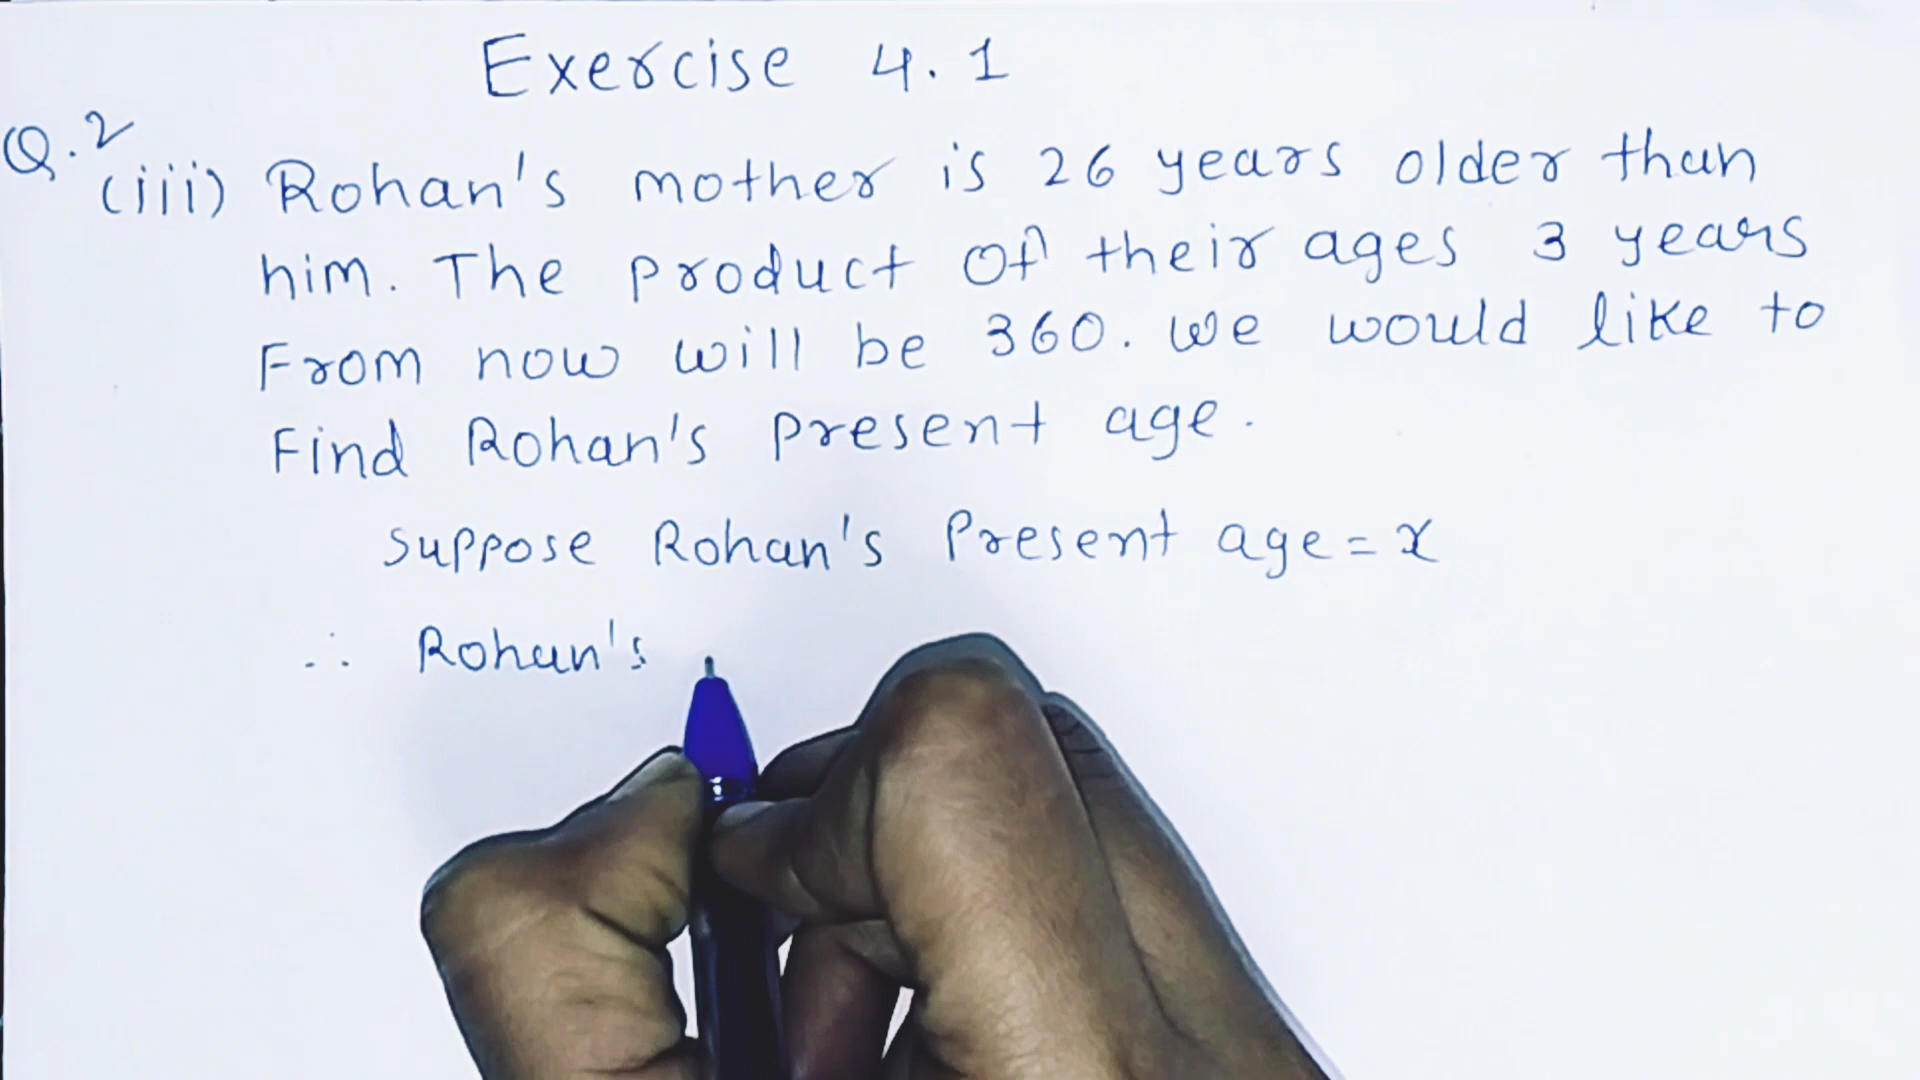 Exercise 4.1
Q.2
(iii) Rohan's mother is 26 years older than
him. The product of their ages 3 years
From now will be 360. we would like to
Find Rohan's present age.
suppose Rohan's Present age = x
∴ Rohan's